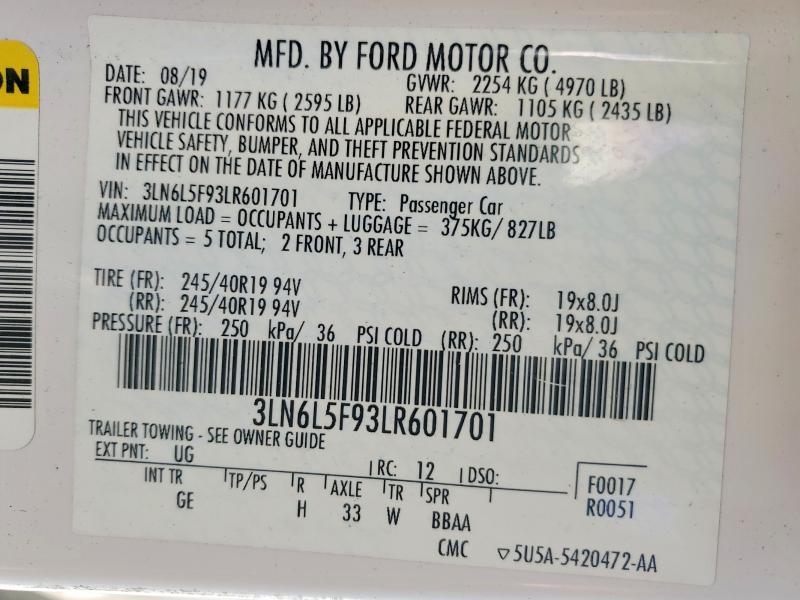 ON
MFD. BY FORD MOTOR CO.
DATE: 08/19 GVWR: 2254 KG ( 4970 LB)
FRONT GAWR: 1177 KG ( 2595 LB) REAR GAWR: 1105 KG ( 2435 LB)
THIS VEHICLE CONFORMS TO ALL APPLICABLE FEDERAL MOTOR
VEHICLE SAFETY, BUMPER, AND THEFT PREVENTION STANDARDS
IN EFFECT ON THE DATE OF MANUFACTURE SHOWN ABOVE.
VIN: 3LN6L5F93LR601701 TYPE: Passenger Car
MAXIMUM LOAD = OCCUPANTS + LUGGAGE = 375KG/ 827LB
OCCUPANTS = 5 TOTAL; 2 FRONT, 3 REAR
TIRE (FR): 245/40R19 94V RIMS (FR): 19x8.0J
(RR): 245/40R19 94V (RR): 19x8.0J
PRESSURE (FR): 250 kPa/ 36 PSI COLD (RR): 250 kPa/ 36 PSI COLD
3LN6L5F93LR601701
TRAILER TOWING - SEE OWNER GUIDE
EXT PNT: UG RC: 12 DSO: F0017
INT TR TP/PS R AXLE TR SPR R0051
GE H 33 W BBAA
CMC ▽5U5A-5420472-AA